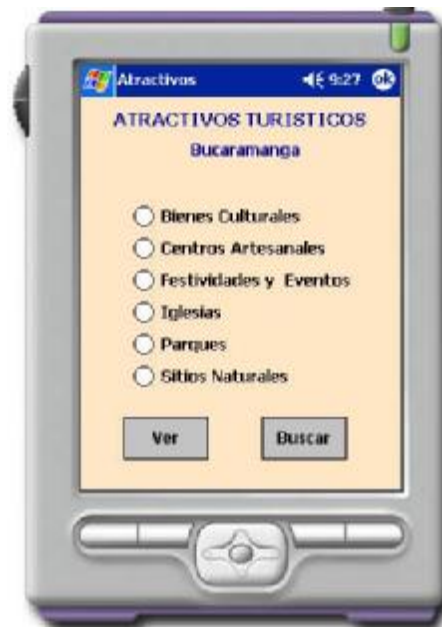 Atractivos 9:27 ok
ATRACTIVOS TURISTICOS
Bucaramanga
Bienes Culturales
Centros Artesanales
Festividades y Eventos
Iglesias
Parques
Sitios Naturales
Ver Buscar